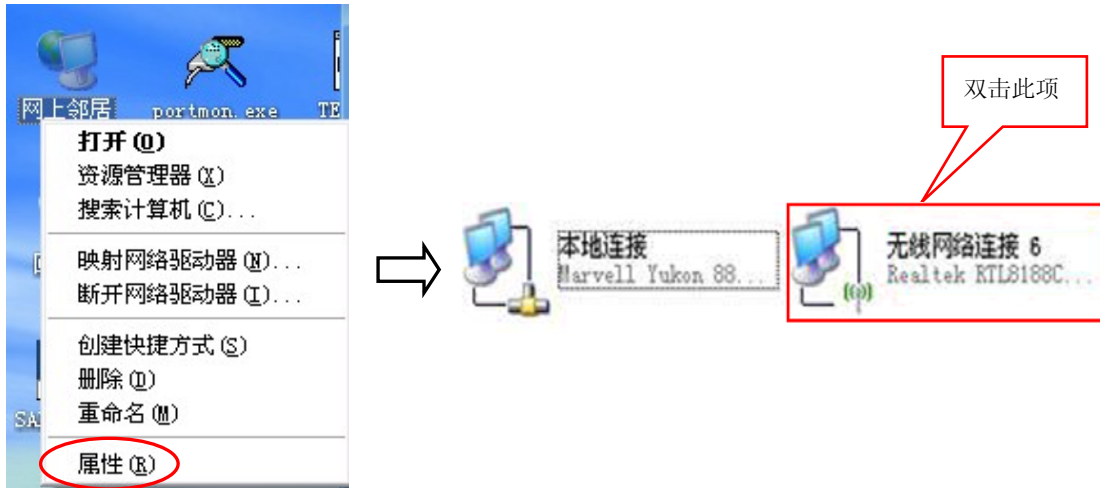 网上邻居
portmon.exe
TE
打开(O)
资源管理器(X)
搜索计算机(C)...
映射网络驱动器(N)...
断开网络驱动器(I)...
创建快捷方式(S)
删除(D)
重命名(M)
SA
属性(R)
双击此项
本地连接
Marvell Yukon 88...
无线网络连接 6
Realtek RTL8188C...